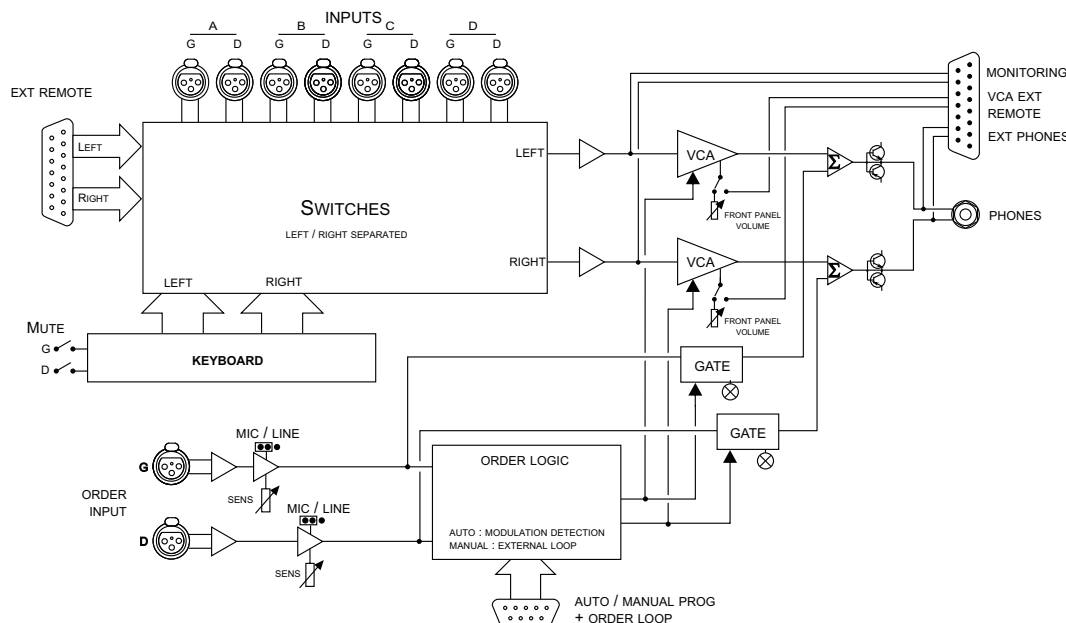 INPUTS
A B C D
G D G D G D G D
EXT REMOTE
LEFT
RIGHT
SWITCHES
LEFT / RIGHT SEPARATED
LEFT
RIGHT
LEFT
RIGHT
MUTE
G
D
KEYBOARD
VCA
FRONT PANEL
VOLUME
VCA
FRONT PANEL
VOLUME
Σ
Σ
MONITORING
VCA EXT
REMOTE
EXT PHONES
PHONES
GATE
GATE
MIC / LINE
G
SENS
ORDER
INPUT
MIC / LINE
D
SENS
ORDER LOGIC
AUTO : MODULATION DETECTION
MANUAL : EXTERNAL LOOP
AUTO / MANUAL PROG
+ ORDER LOOP